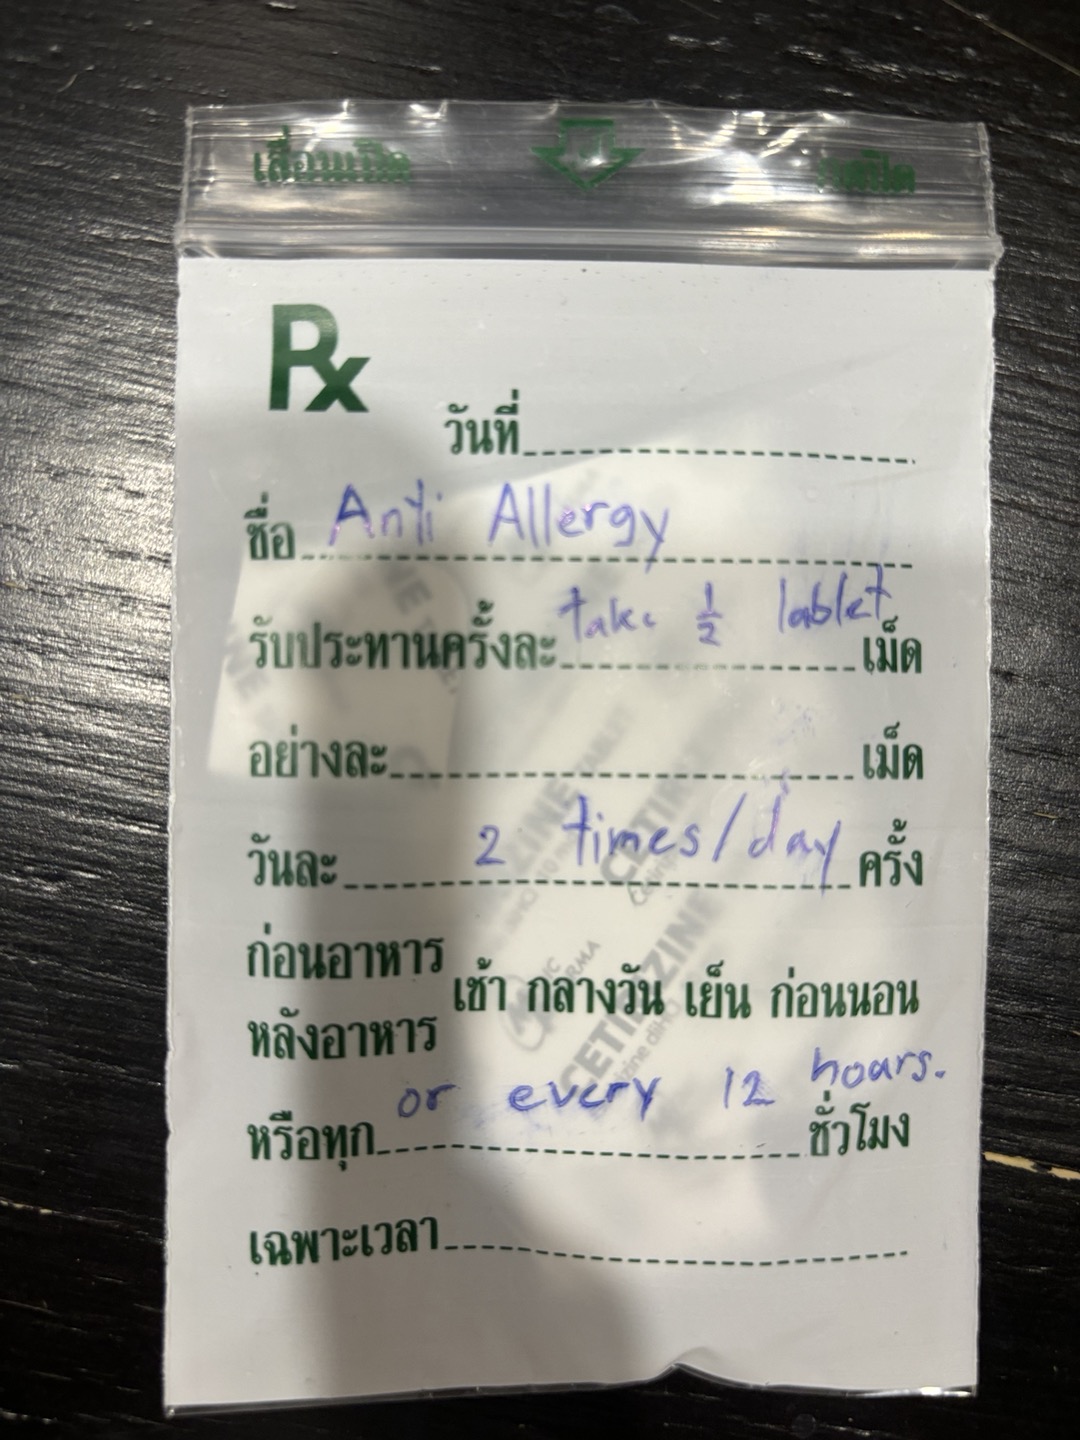 เลื่อนเปิด กดปิด
Rx
วันที่
ชื่อ Anti Allergy
รับประทานครั้งละ take 1/2 tablet เม็ด
อย่างละ เม็ด
วันละ 2 times/day ครั้ง
ก่อนอาหาร
หลังอาหาร
เช้า กลางวัน เย็น ก่อนนอน
หรือทุก or every 12 hours. ชั่วโมง
เฉพาะเวลา